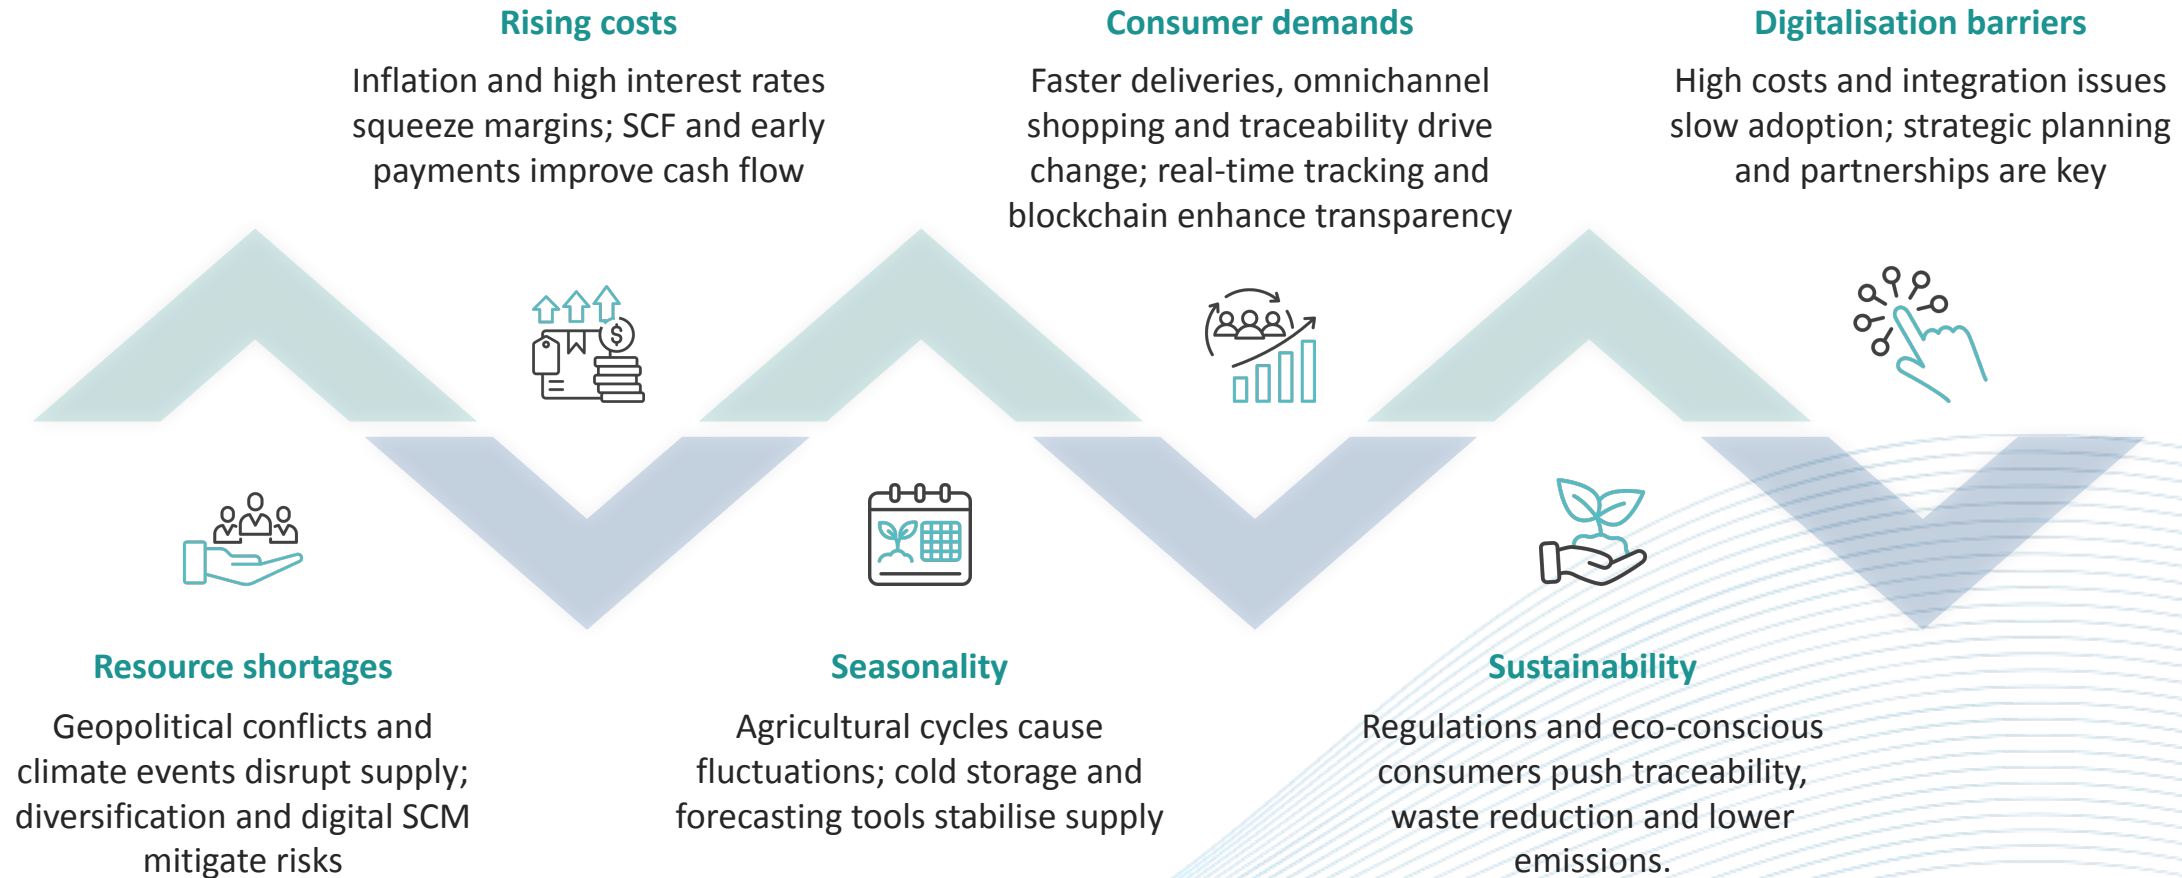 Rising costs
Inflation and high interest rates
squeeze margins; SCF and early
payments improve cash flow
Consumer demands
Faster deliveries, omnichannel
shopping and traceability drive
change; real-time tracking and
blockchain enhance transparency
Digitalisation barriers
High costs and integration issues
slow adoption; strategic planning
and partnerships are key
$
Resource shortages
Geopolitical conflicts and
climate events disrupt supply;
diversification and digital SCM
mitigate risks
Seasonality
Agricultural cycles cause
fluctuations; cold storage and
forecasting tools stabilise supply
Sustainability
Regulations and eco-conscious
consumers push traceability,
waste reduction and lower
emissions.